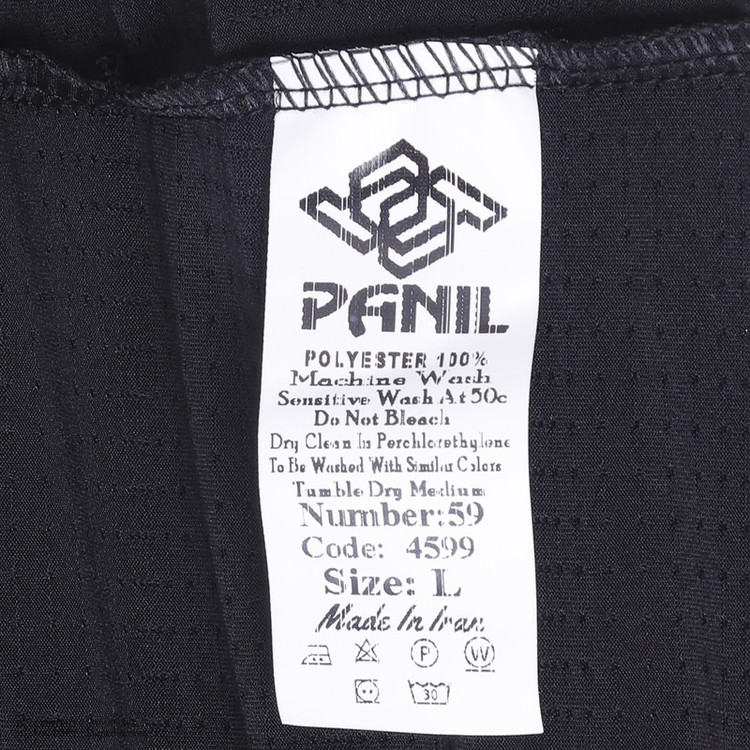 PANIL
POLYESTER 100%
Machine Wash
Sensitive Wash At 50c
Do Not Bleach
Dry Clean In Perchlorethylene
To Be Washed With Similar Colors
Tumble Dry Medium
Number:59
Code: 4599
Size: L
Made In Iran
P W
30